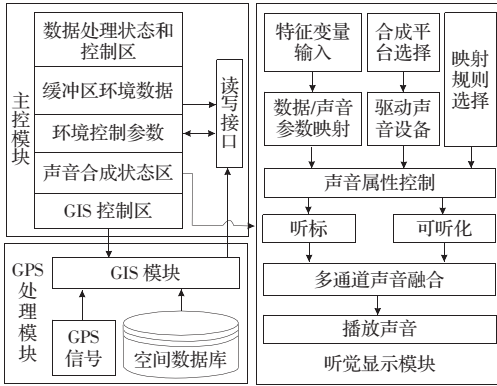 主控模块
数据处理状态和
控制区
缓冲区环境数据
环境控制参数
声音合成状态区
GIS 控制区
读写接口
GPS
处理模块
GIS 模块
GPS
信号
空间数据库
特征变量
输入
合成平
台选择
映射
规则
选择
数据/声音
参数映射
驱动声
音设备
声音属性控制
听标
可听化
多通道声音融合
播放声音
听觉显示模块